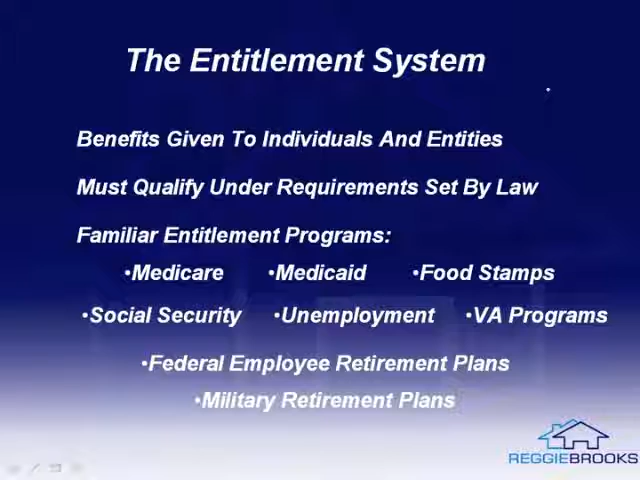 The Entitlement System
Benefits Given To Individuals And Entities
Must Qualify Under Requirements Set By Law
Familiar Entitlement Programs:
•Medicare •Medicaid •Food Stamps
•Social Security •Unemployment •VA Programs
•Federal Employee Retirement Plans
•Military Retirement Plans
REGGIEBROOKS